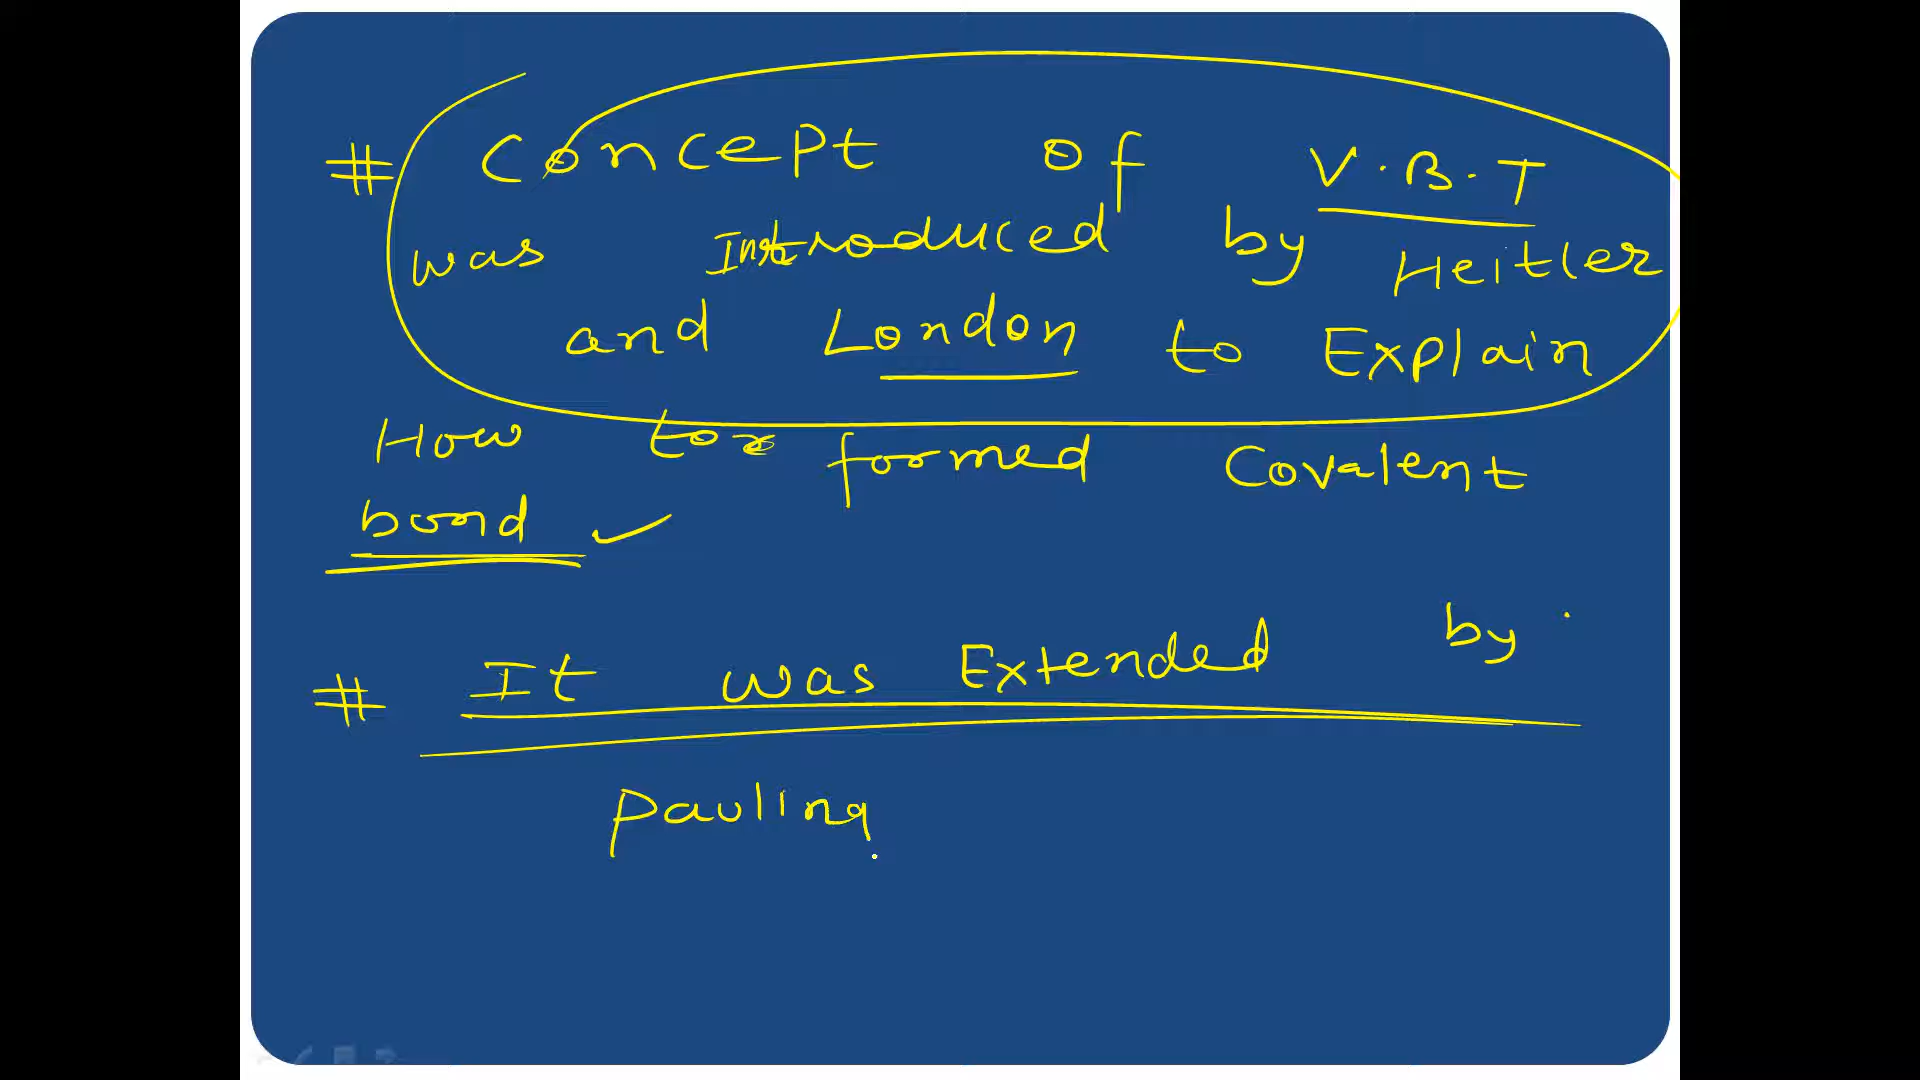 # Concept of V.B.T
was Introduced by Heitler
and London to Explain
How to formed Covalent
bond ✓
# It was Extended by
Pauling